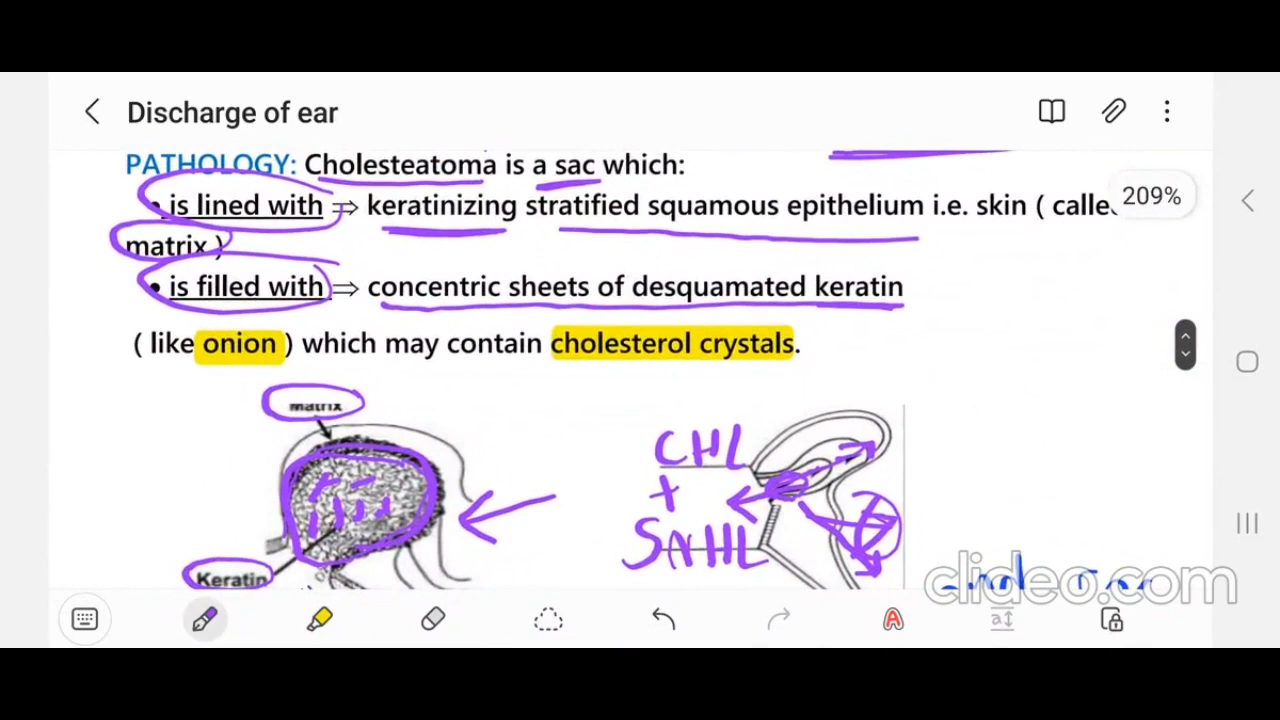 Discharge of ear
PATHOLOGY: Cholesteatoma is a sac which:
209%
• is lined with ⇒ keratinizing stratified squamous epithelium i.e. skin ( calle
matrix )
• is filled with ⇒ concentric sheets of desquamated keratin
( like onion ) which may contain cholesterol crystals.
matrix
CHL
+
SNHL
Keratin
clideo.com